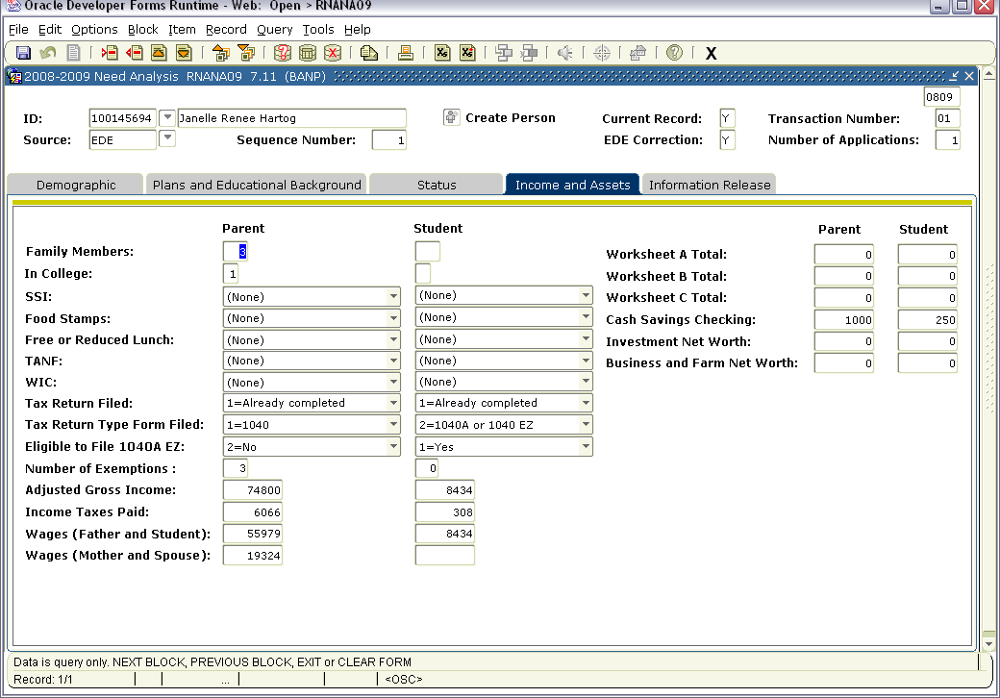 Oracle Developer Forms Runtime - Web: Open > RNANA09
File Edit Options Block Item Record Query Tools Help
X
2008-2009 Need Analysis RNANA09 7.11 (BANP)
0809
ID: 100145694 Janelle Renee Hartog Create Person Current Record: Y Transaction Number: 01
Source: EDE Sequence Number: 1 EDE Correction: Y Number of Applications: 1
Demographic Plans and Educational Background Status Income and Assets Information Release
Parent Student Parent Student
Family Members: 3 Worksheet A Total: 0 0
In College: 1 Worksheet B Total: 0 0
SSI: (None) (None) Worksheet C Total: 0 0
Food Stamps: (None) (None) Cash Savings Checking: 1000 250
Free or Reduced Lunch: (None) (None) Investment Net Worth: 0 0
TANF: (None) (None) Business and Farm Net Worth: 0 0
WIC: (None) (None)
Tax Return Filed: 1=Already completed 1=Already completed
Tax Return Type Form Filed: 1=1040 2=1040A or 1040 EZ
Eligible to File 1040A EZ: 2=No 1=Yes
Number of Exemptions : 3 0
Adjusted Gross Income: 74800 8434
Income Taxes Paid: 6066 308
Wages (Father and Student): 55979 8434
Wages (Mother and Spouse): 19324
Data is query only. NEXT BLOCK, PREVIOUS BLOCK, EXIT or CLEAR FORM
Record: 1/1 ... <OSC>